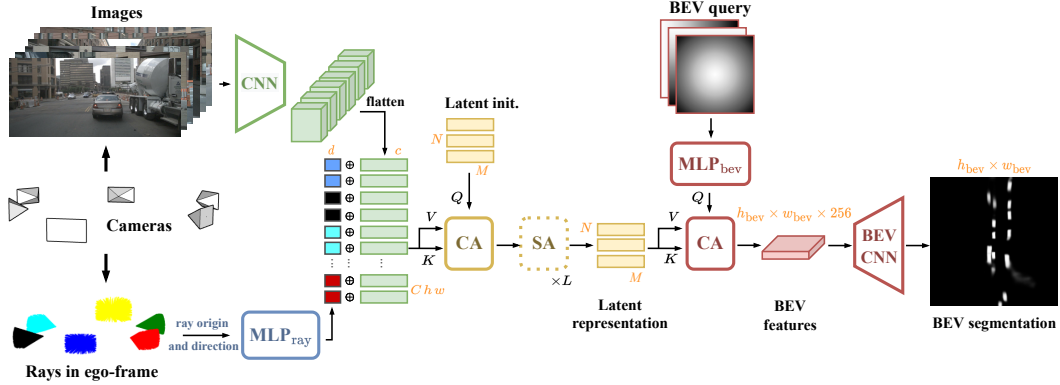 Images
CNN
flatten
Latent init.
N
M
Q
d
c
⊕
⊕
⊕
⊕
⊕
⊕
⊕
⊕
C h w
Cameras
V
K
CA
SA
×L
N
M
Latent
representation
BEV query
MLP_bev
Q
V
K
CA
h_bev × w_bev × 256
BEV
features
BEV
CNN
h_bev × w_bev
BEV segmentation
ray origin
and direction
MLP_ray
Rays in ego-frame